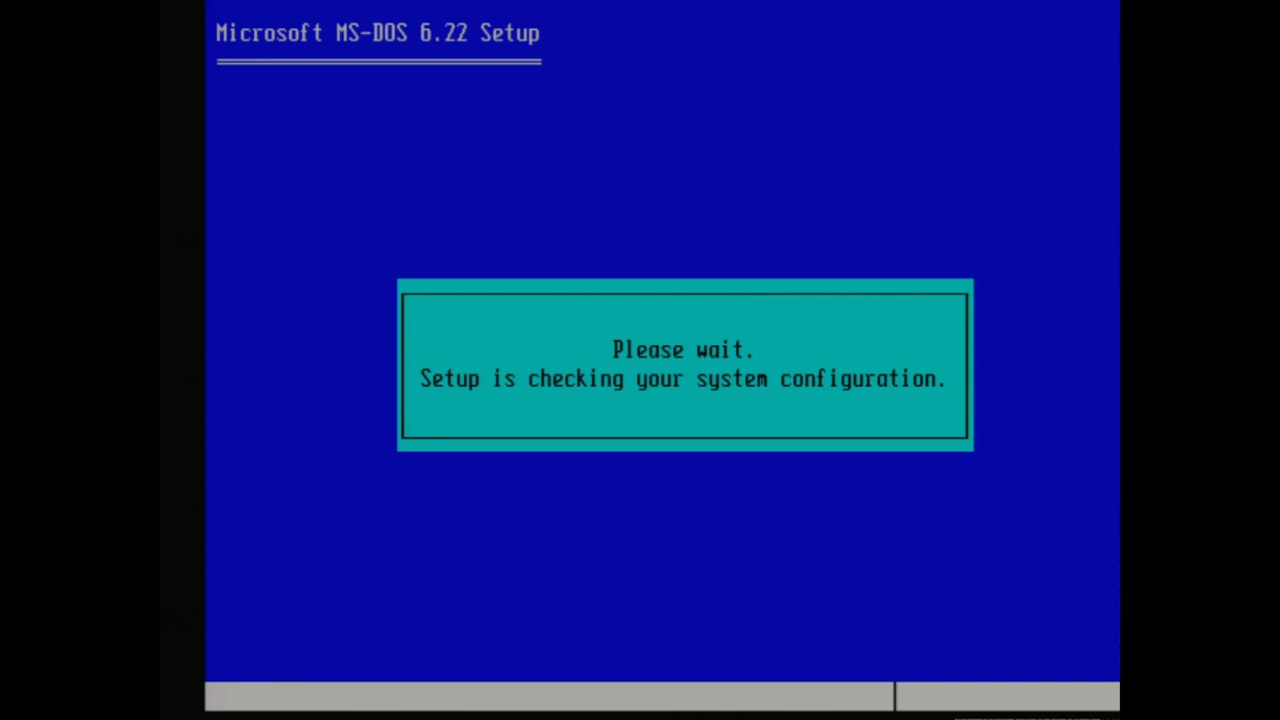 Microsoft MS-DOS 6.22 Setup
Please wait.
Setup is checking your system configuration.